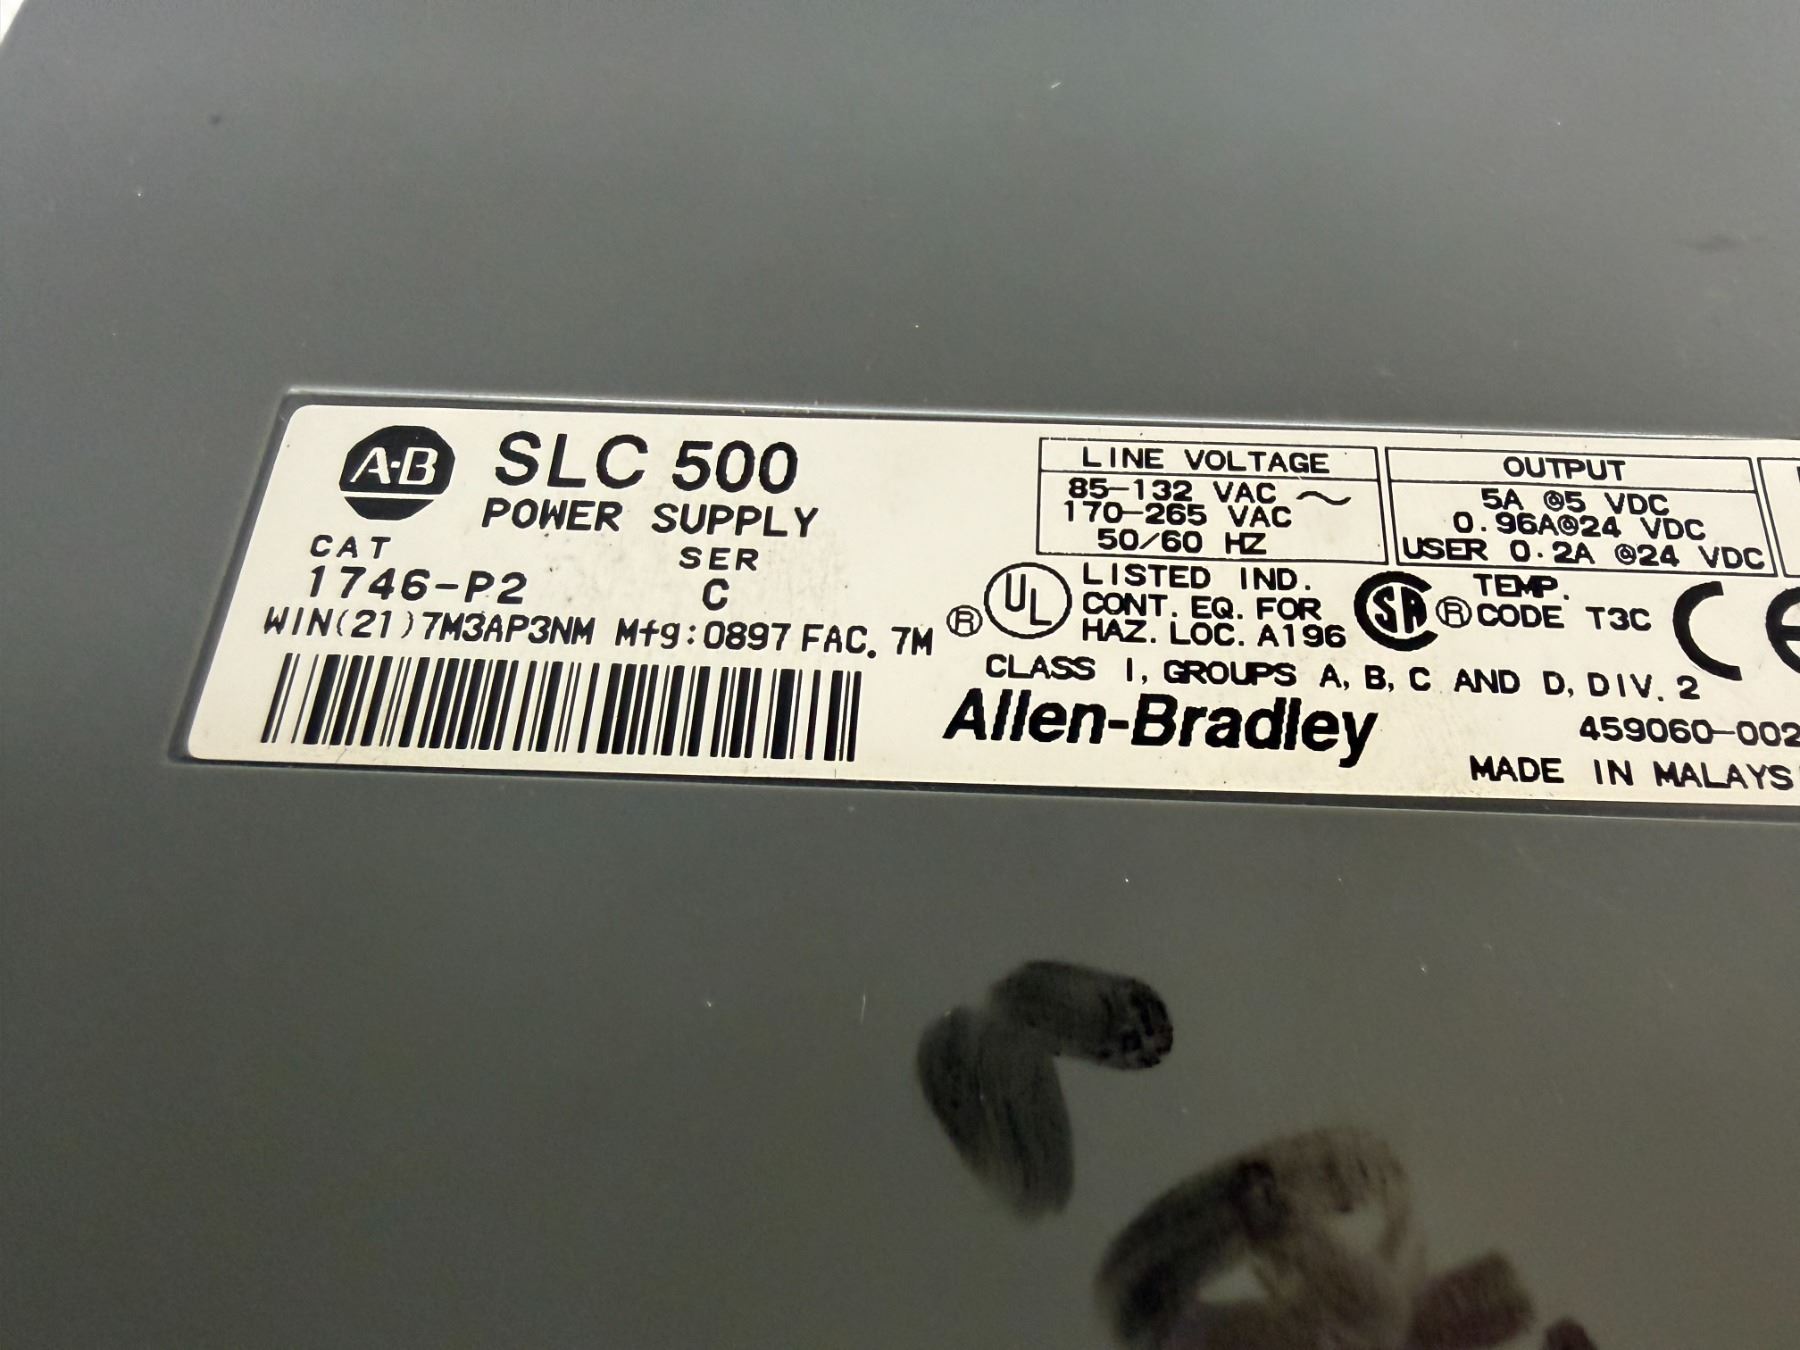 A-B SLC 500
POWER SUPPLY
CAT SER
1746-P2 C
WIN(21)7M3AP3NM Mfg:0897 FAC. 7M
LINE VOLTAGE
85-132 VAC ~
170-265 VAC
50/60 HZ
OUTPUT
5A @5 VDC
0.96A@24 VDC
USER 0.2A @24 VDC
UL ® LISTED IND.
CONT. EQ. FOR
HAZ. LOC. A196
SA ® TEMP.
CODE T3C
CE
CLASS I, GROUPS A, B, C AND D, DIV. 2
Allen-Bradley
459060-002
MADE IN MALAYS